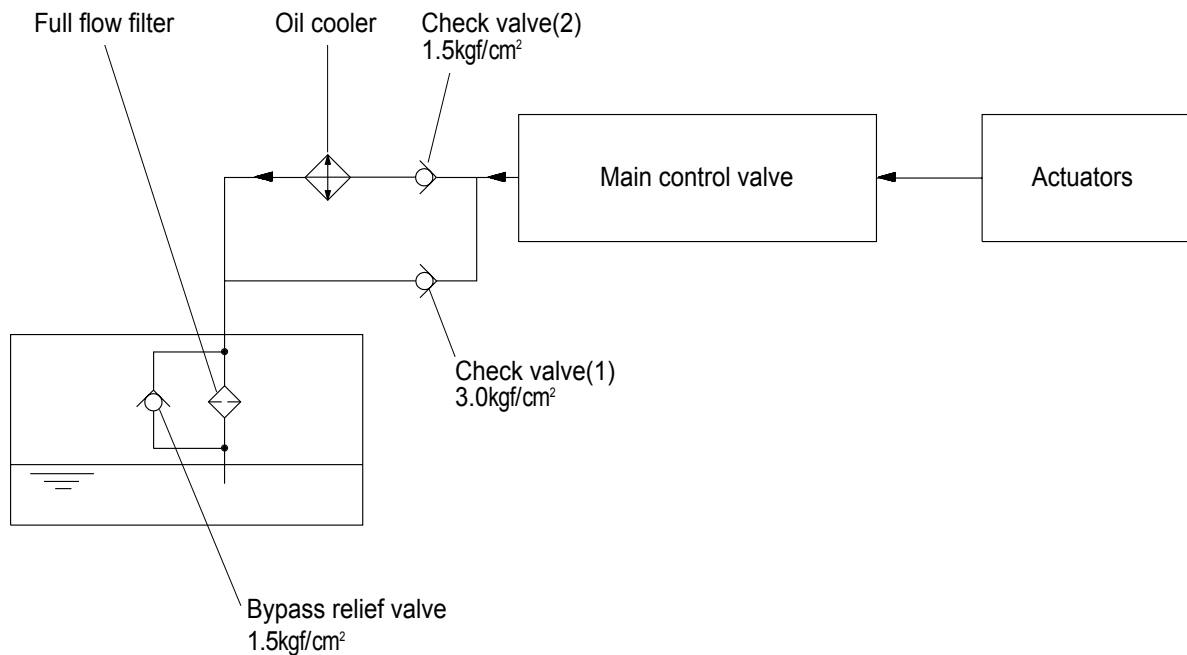 Full flow filter
Oil cooler
Check valve(2)
1.5kgf/cm²
Main control valve
Actuators
Check valve(1)
3.0kgf/cm²
Bypass relief valve
1.5kgf/cm²